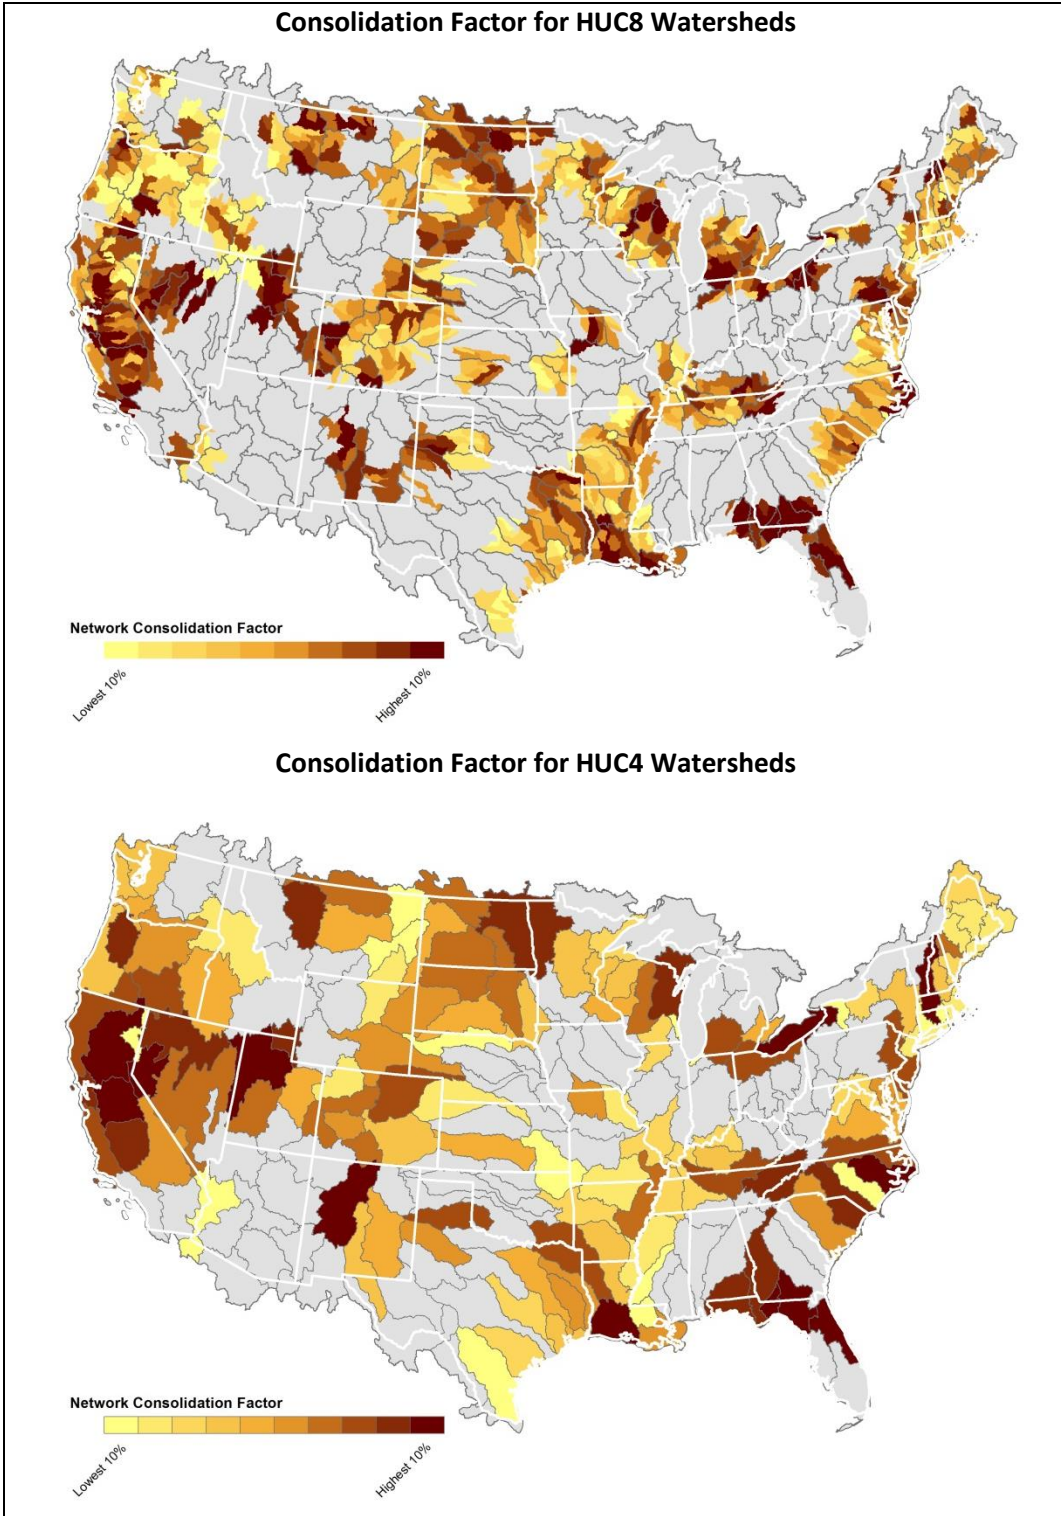 Consolidation Factor for HUC8 Watersheds
Network Consolidation Factor
Lowest 10%
Highest 10%
Consolidation Factor for HUC4 Watersheds
Network Consolidation Factor
Lowest 10%
Highest 10%